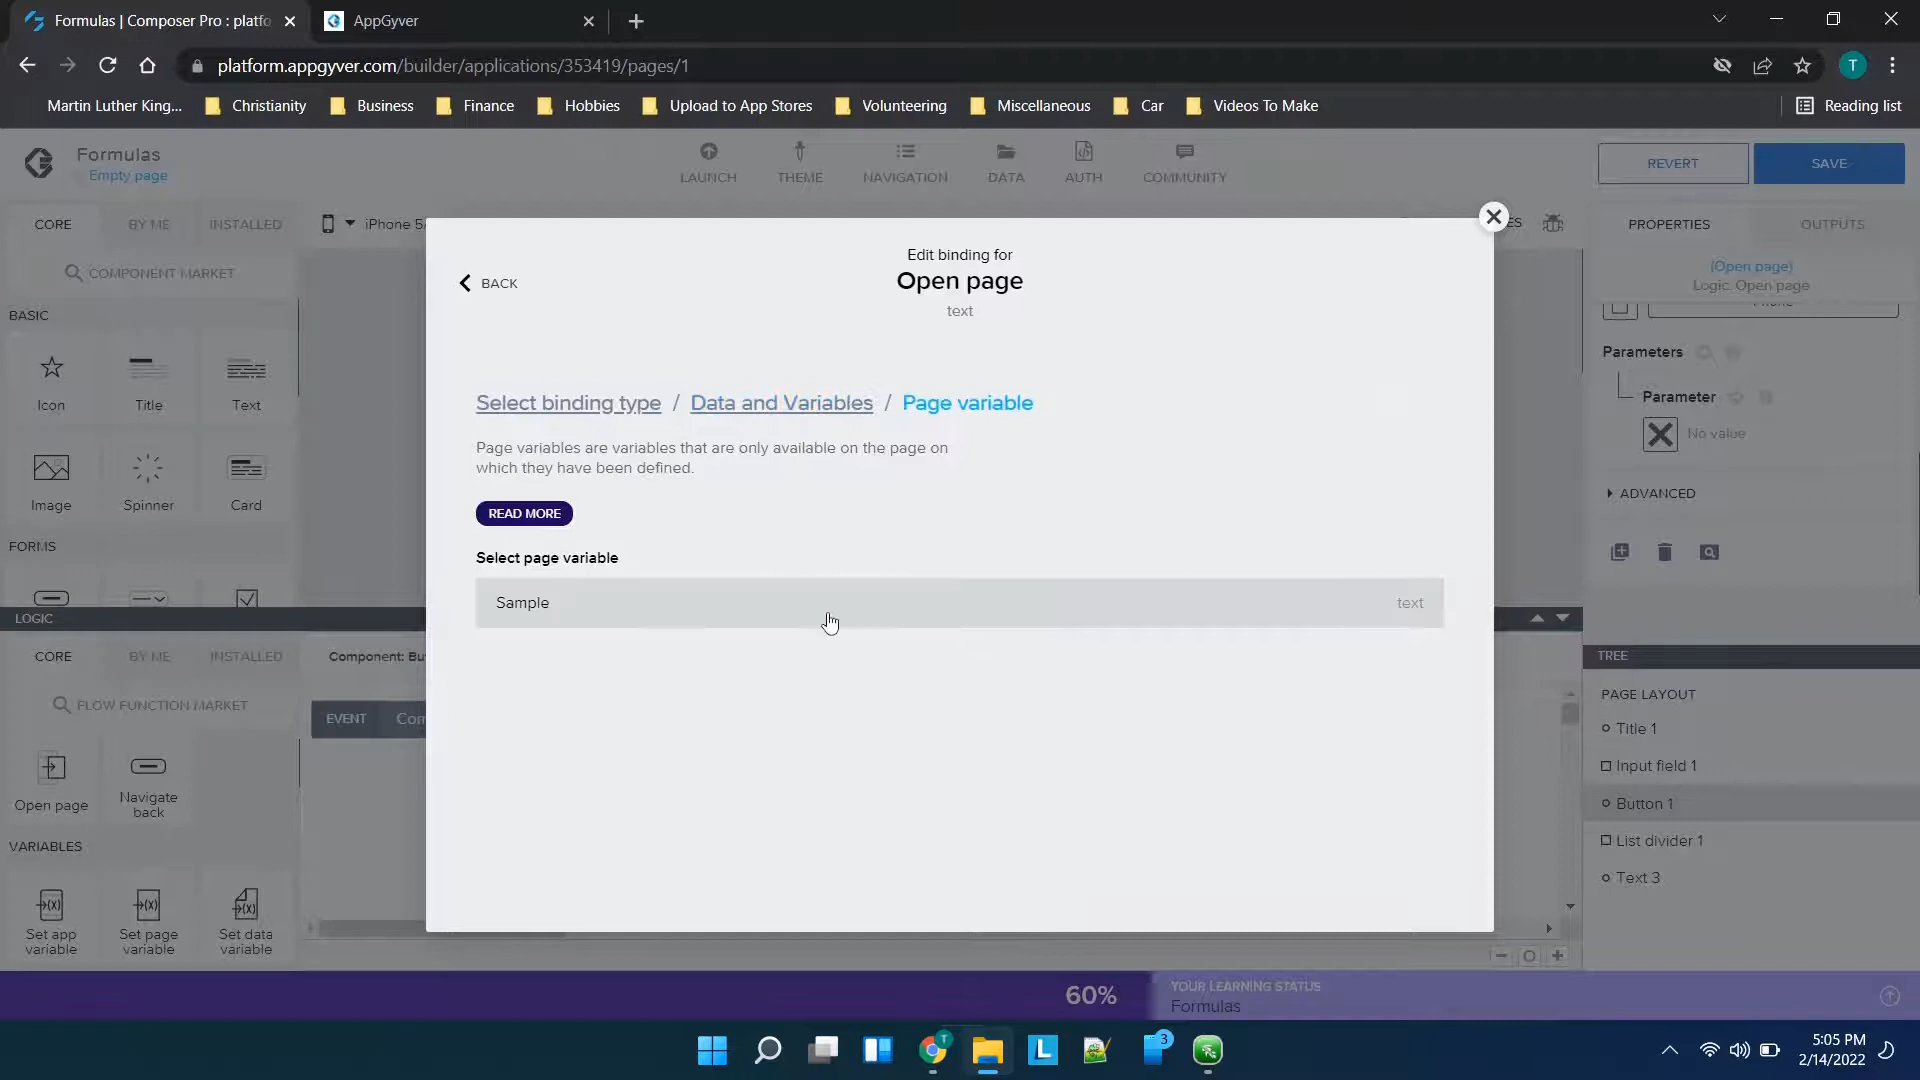 Formulas | Composer Pro : platfo
AppGyver
platform.appgyver.com/builder/applications/353419/pages/1
T
Martin Luther King...
Christianity
Business
Finance
Hobbies
Upload to App Stores
Volunteering
Miscellaneous
Car
Videos To Make
Reading list
Formulas
Empty page
LAUNCH
THEME
NAVIGATION
DATA
AUTH
COMMUNITY
REVERT
SAVE
CORE
BY ME
INSTALLED
iPhone 5
PROPERTIES
OUTPUTS
COMPONENT MARKET
(Open page)
Logic: Open page
BASIC
Icon
Title
Text
Image
Spinner
Card
FORMS
Edit binding for
BACK
Open page
text
Select binding type / Data and Variables / Page variable
Page variables are variables that are only available on the page on
which they have been defined.
READ MORE
Select page variable
Sample
text
Parameters
Parameter
No value
ADVANCED
LOGIC
CORE
BY ME
INSTALLED
Component: Bu
FLOW FUNCTION MARKET
EVENT
Com
Open page
Navigate
back
VARIABLES
Set app
variable
Set page
variable
Set data
variable
TREE
PAGE LAYOUT
Title 1
Input field 1
Button 1
List divider 1
Text 3
60%
YOUR LEARNING STATUS
Formulas
T
L
3
5:05 PM
2/14/2022